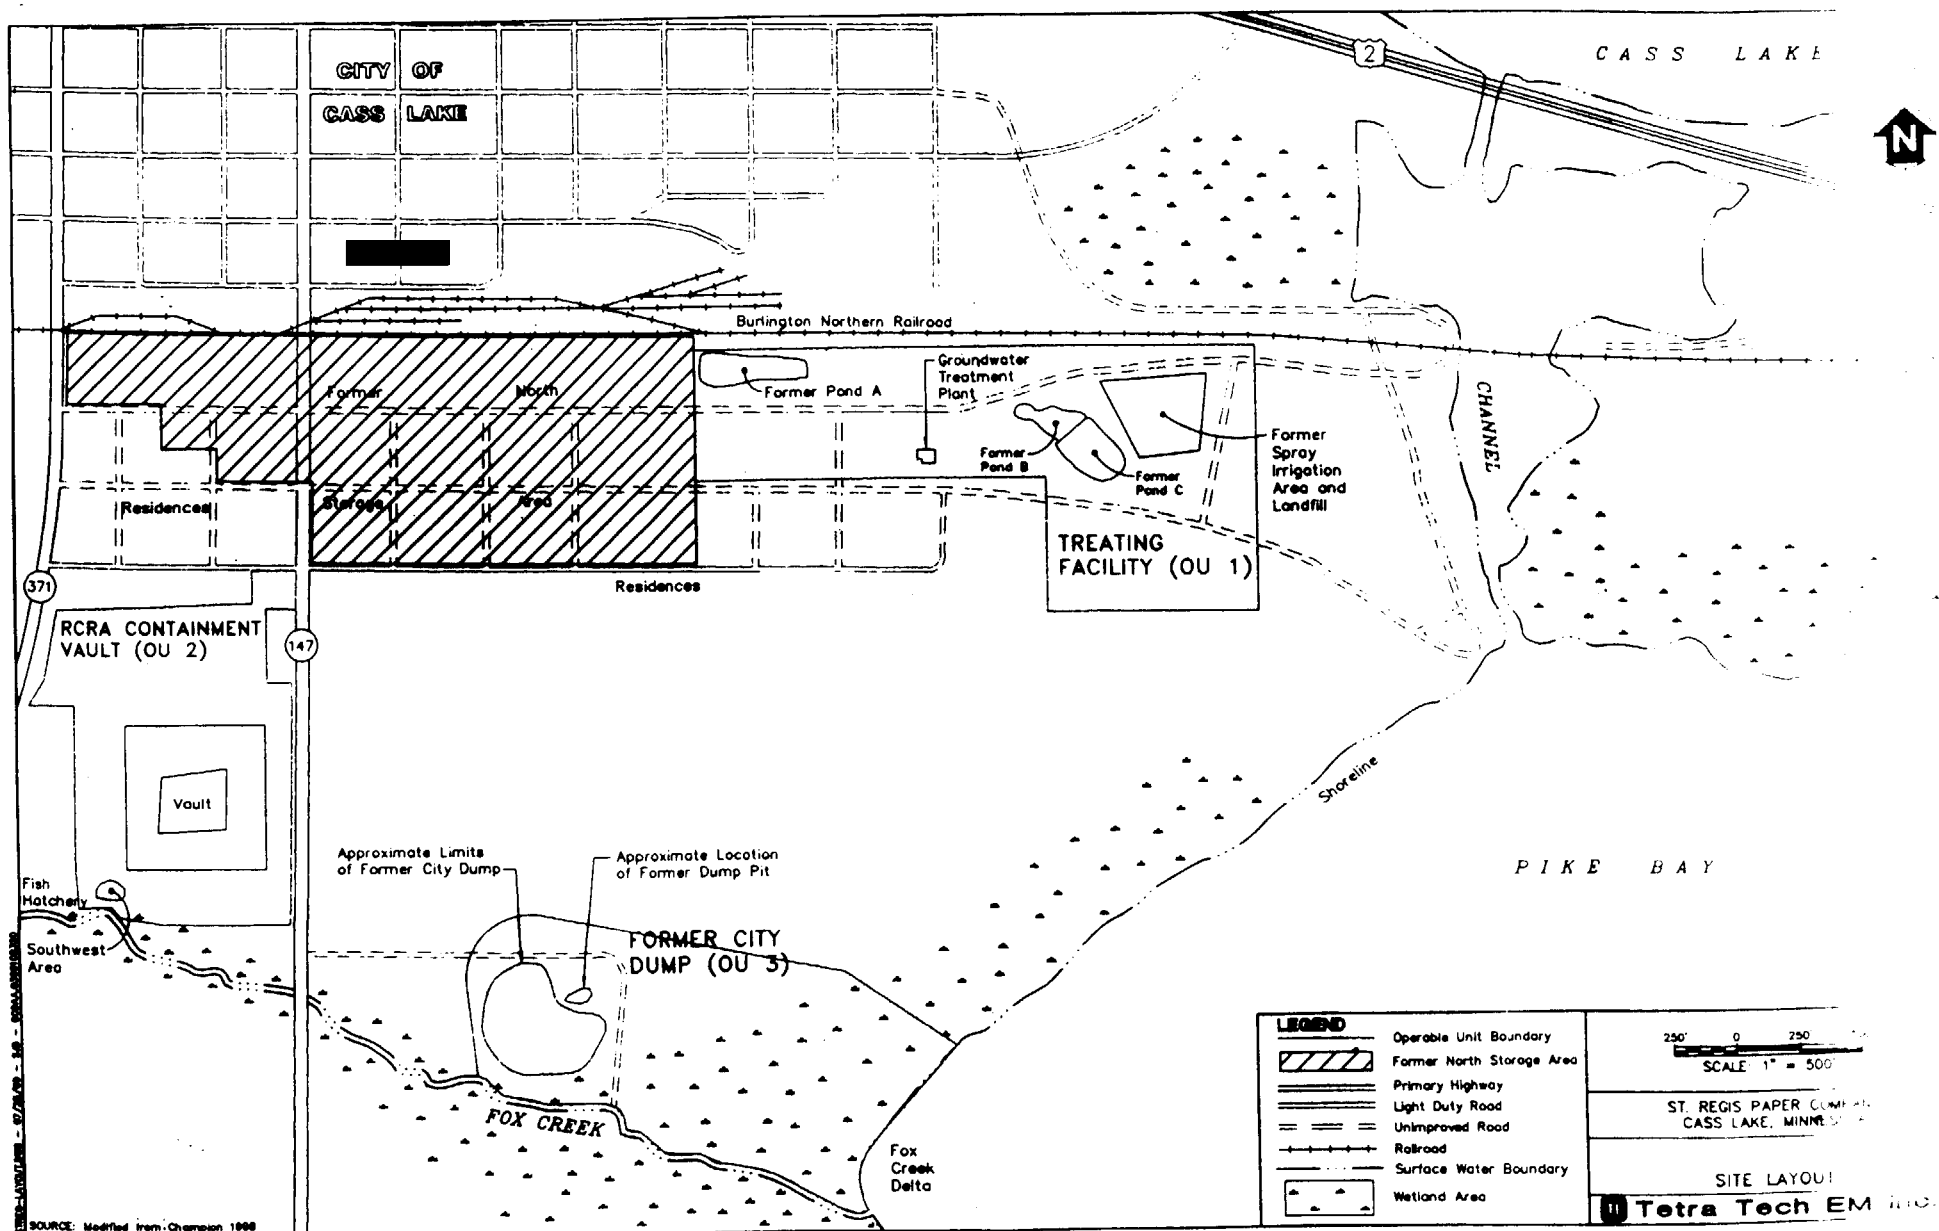 CITY OF
CASS LAKE
2
CASS LAKE
N
Burlington Northern Railroad
Former North
Storage Area
Former Pond A
Groundwater
Treatment
Plant
Former
Pond B
Former
Pond C
Former
Spray
Irrigation
Area and
Landfill
CHANNEL
Residences
TREATING
FACILITY (OU 1)
Residences
371
147
RCRA CONTAINMENT
VAULT (OU 2)
Vault
Shoreline
PIKE BAY
Approximate Limits
of Former City Dump
Approximate Location
of Former Dump Pit
Fish
Hatchery
Southwest
Area
FORMER CITY
DUMP (OU 3)
FOX CREEK
Fox
Creek
Delta
LEGEND
Operable Unit Boundary
Former North Storage Area
Primary Highway
Light Duty Road
Unimproved Road
Railroad
Surface Water Boundary
Wetland Area
250' 0 250'
SCALE: 1" = 500'
ST. REGIS PAPER
CASS LAKE,
SITE LAYOUT
Tetra Tech EM Inc.
SOURCE: Modified from Champion